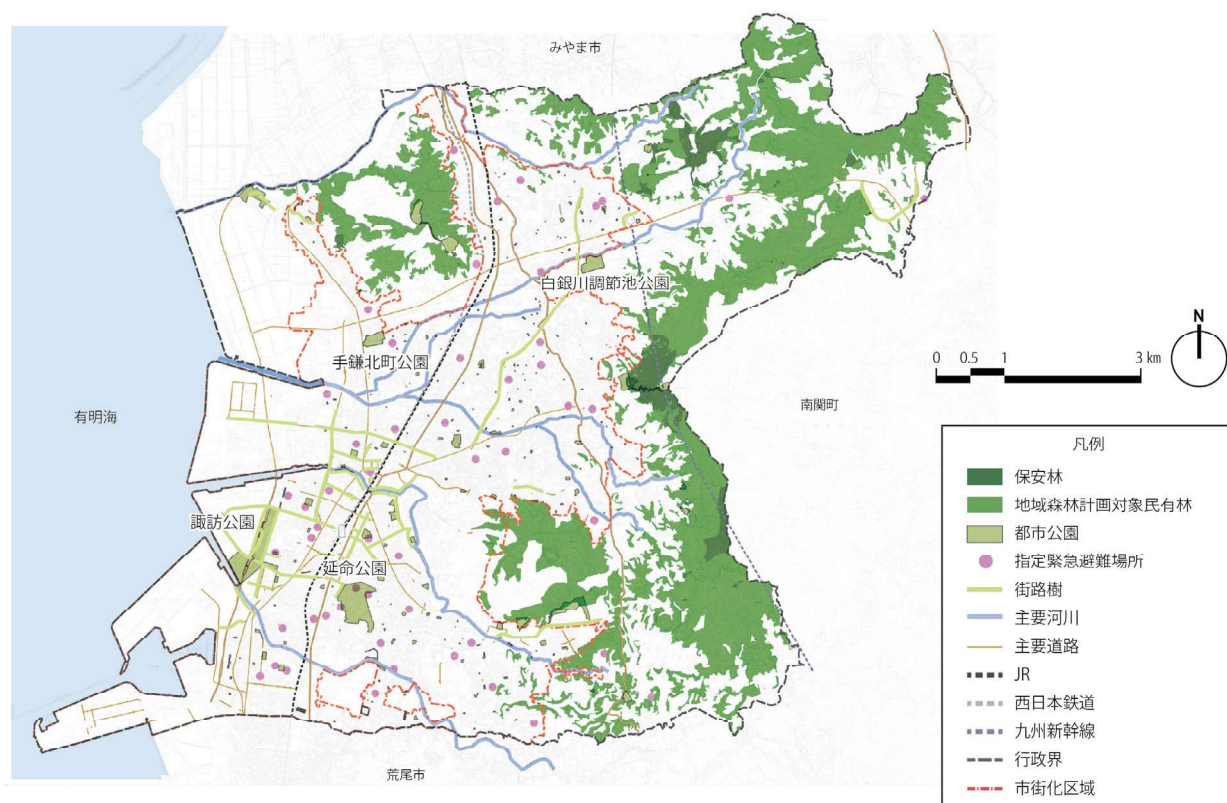 みやま市
白銀川調節池公園
手鎌北町公園
有明海
南関町
諏訪公園
延命公園
荒尾市
N
0 0.5 1 3 km
凡例
保安林
地域森林計画対象民有林
都市公園
指定緊急避難場所
街路樹
主要河川
主要道路
JR
西日本鉄道
九州新幹線
行政界
市街化区域